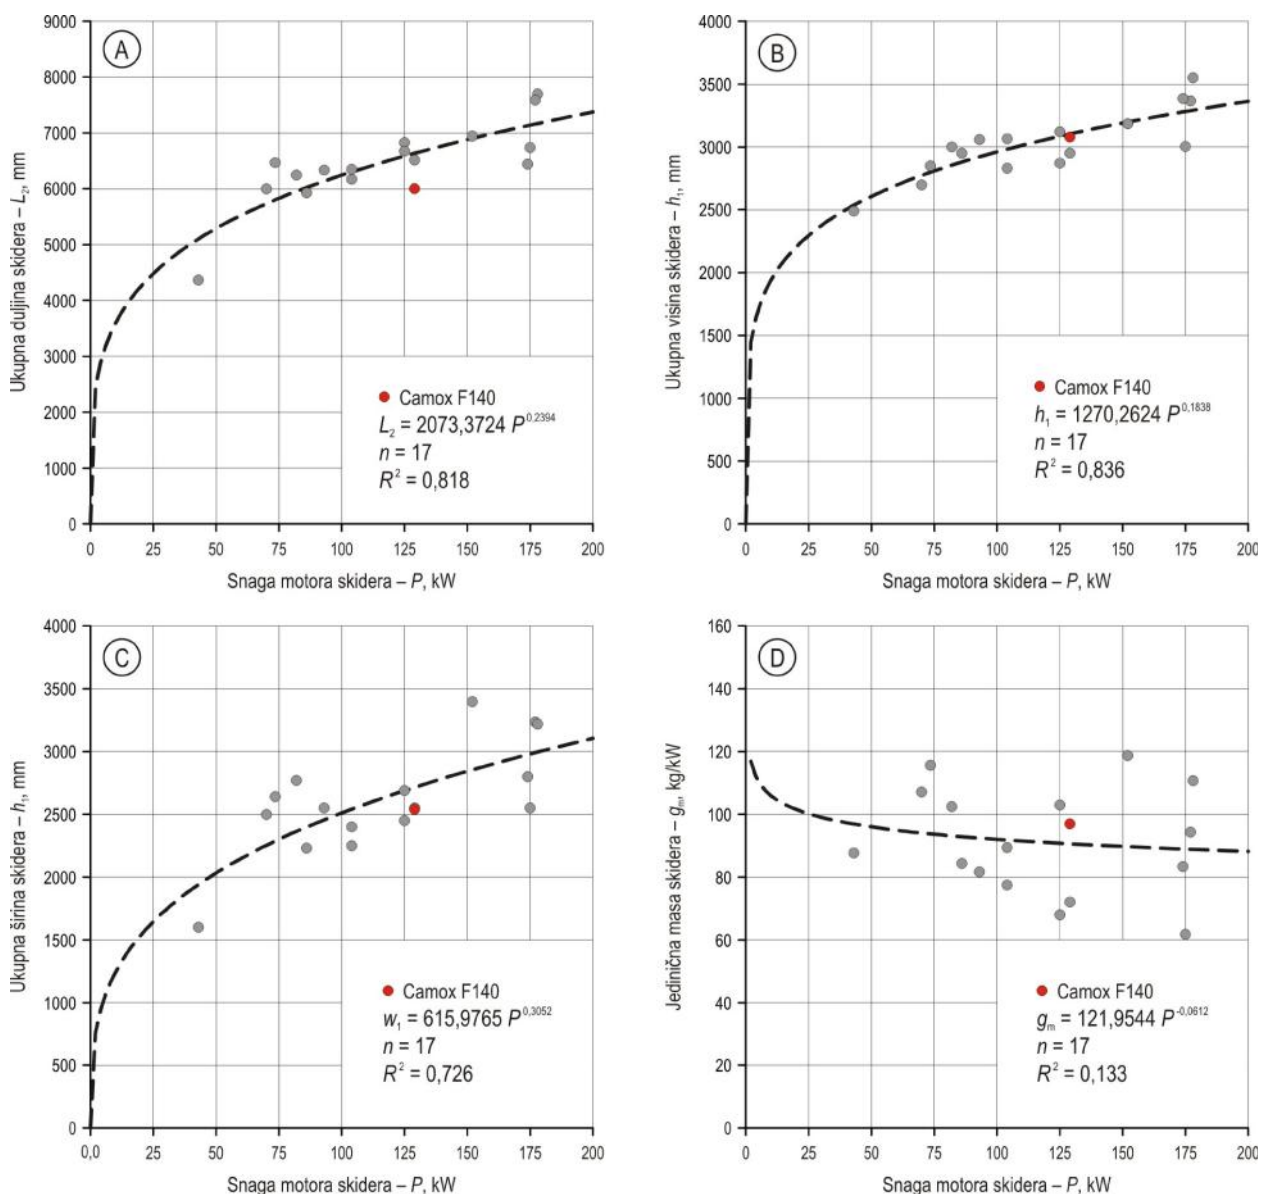 A
9000
8000
7000
6000
5000
4000
3000
2000
1000
0
Ukupna duljina skidera – L₂, mm
Camox F140
L₂ = 2073,3724 P^0,2394
n = 17
R² = 0,818
0 25 50 75 100 125 150 175 200
Snaga motora skidera – P, kW
B
4000
3500
3000
2500
2000
1500
1000
500
0
Ukupna visina skidera – h₁, mm
Camox F140
h₁ = 1270,2624 P^0,1838
n = 17
R² = 0,836
0 25 50 75 100 125 150 175 200
Snaga motora skidera – P, kW
C
4000
3500
3000
2500
2000
1500
1000
500
0
Ukupna širina skidera – h₁, mm
Camox F140
w₁ = 615,9765 P^0,3052
n = 17
R² = 0,726
0,0 25 50 75 100 125 150 175 200
Snaga motora skidera – P, kW
D
160
140
120
100
80
60
40
20
0
Jedinična masa skidera – gₘ, kg/kW
Camox F140
gₘ = 121,9544 P^-0,0612
n = 17
R² = 0,133
0 25 50 75 100 125 150 175 200
Snaga motora skidera – P, kW